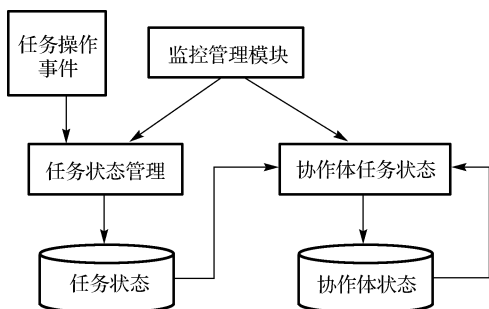 任务操作
事件
监控管理模块
任务状态管理
协作体任务状态
任务状态
协作体状态